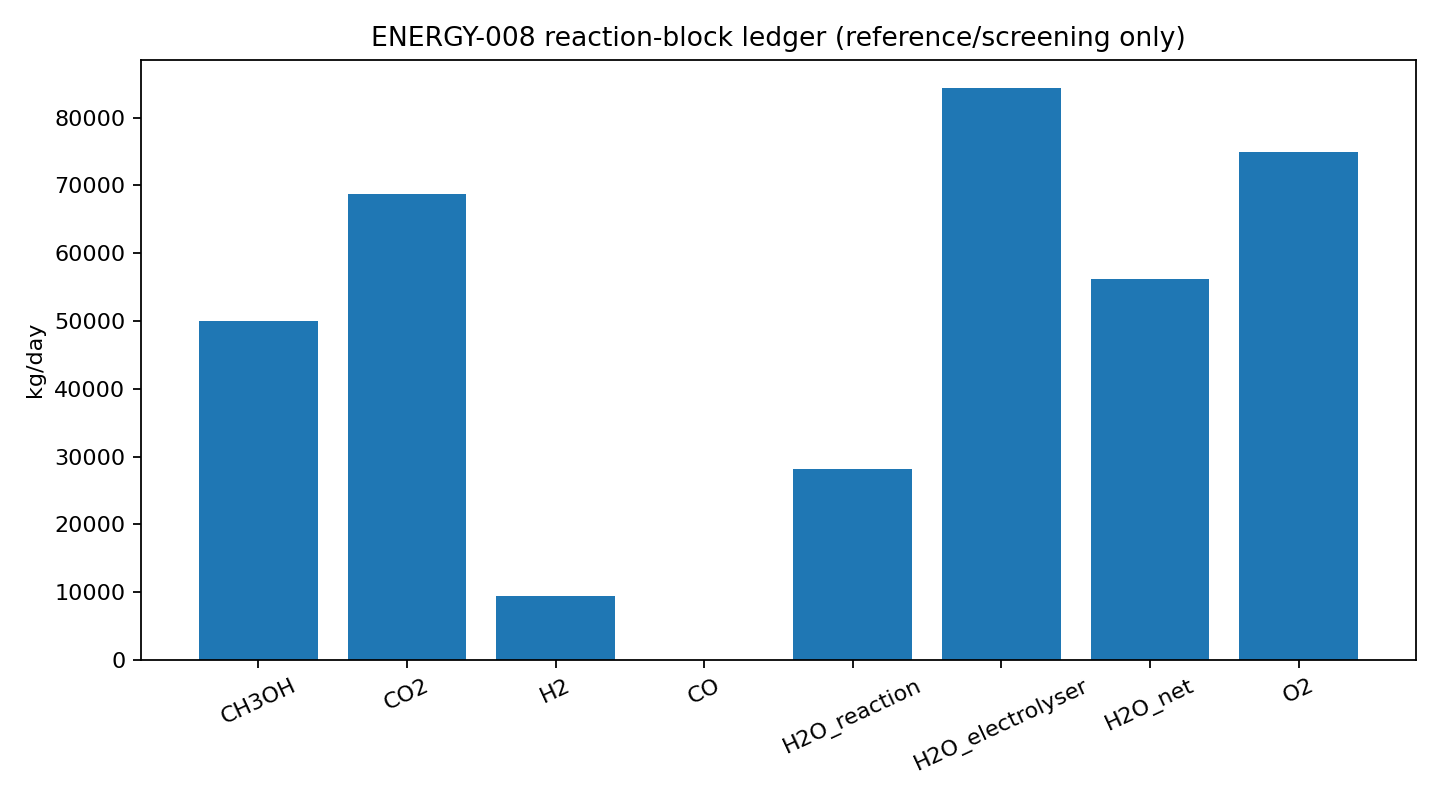 ENERGY-008 reaction-block ledger (reference/screening only)
kg/day
80000
70000
60000
50000
40000
30000
20000
10000
0
CH3OH
CO2
H2
CO
H2O_reaction
H2O_electrolyser
H2O_net
O2